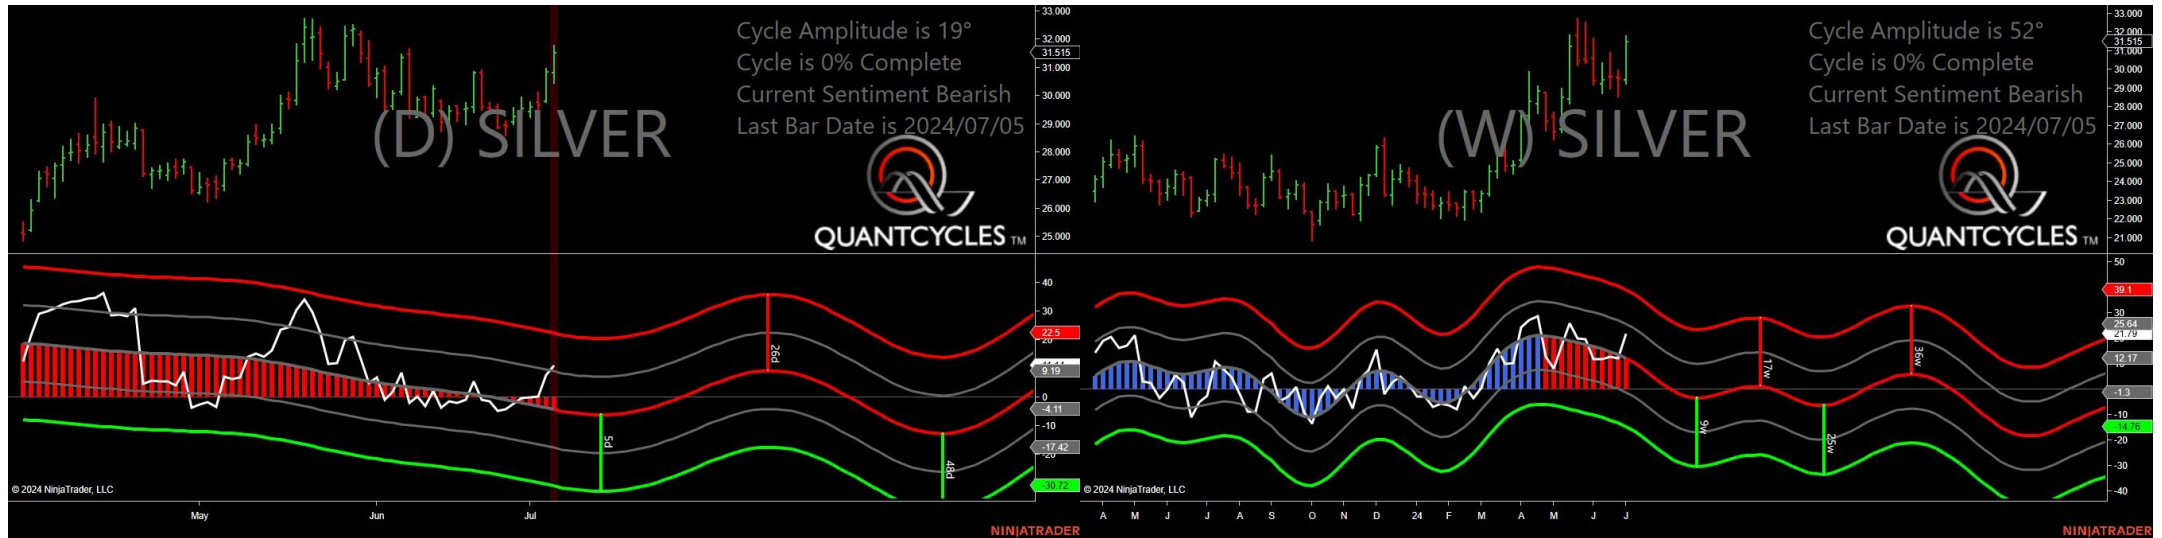 33.000
32.000
31.515
31.000
30.000
29.000
28.000
27.000
26.000
25.000
Cycle Amplitude is 19°
Cycle is 0% Complete
Current Sentiment Bearish
Last Bar Date is 2024/07/05
(D) SILVER
QUANTCYCLES TM
40
30
22.5
20
9.19
0
-4.11
-10
-17.42
-20
-30.72
26d
5d
48d
© 2024 NinjaTrader, LLC
May Jun Jul
NINJATRADER
33.000
32.000
31.515
30.000
29.000
28.000
27.000
26.000
25.000
24.000
23.000
22.000
21.000
Cycle Amplitude is 52°
Cycle is 0% Complete
Current Sentiment Bearish
Last Bar Date is 2024/07/05
(W) SILVER
QUANTCYCLES TM
50
39.1
30
25.64
21.79
12.17
-1.3
-10
-14.76
-20
-30
-40
17w
36w
9w
25w
© 2024 NinjaTrader, LLC
A M J J A S O N D 24 F M A M J J
NINJATRADER